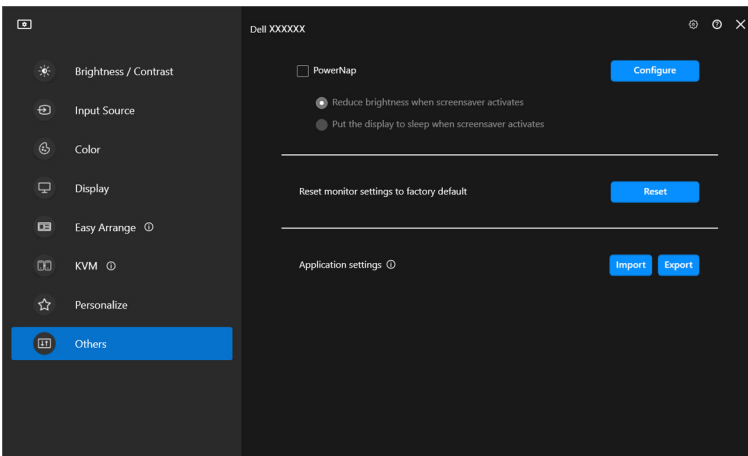 Dell XXXXXX
Brightness / Contrast
Input Source
Color
Display
Easy Arrange
KVM
Personalize
Others
PowerNap
Configure
Reduce brightness when screensaver activates
Put the display to sleep when screensaver activates
Reset monitor settings to factory default
Reset
Application settings
Import
Export